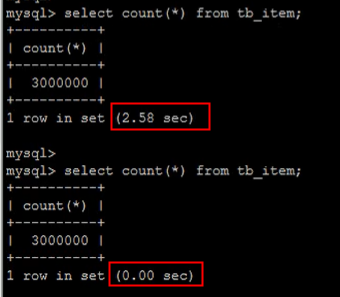 mysql> select count(*) from tb_item;
+----------+
| count(*) |
+----------+
| 3000000 |
+----------+
1 row in set (2.58 sec)
mysql>
mysql> select count(*) from tb_item;
+----------+
| count(*) |
+----------+
| 3000000 |
+----------+
1 row in set (0.00 sec)